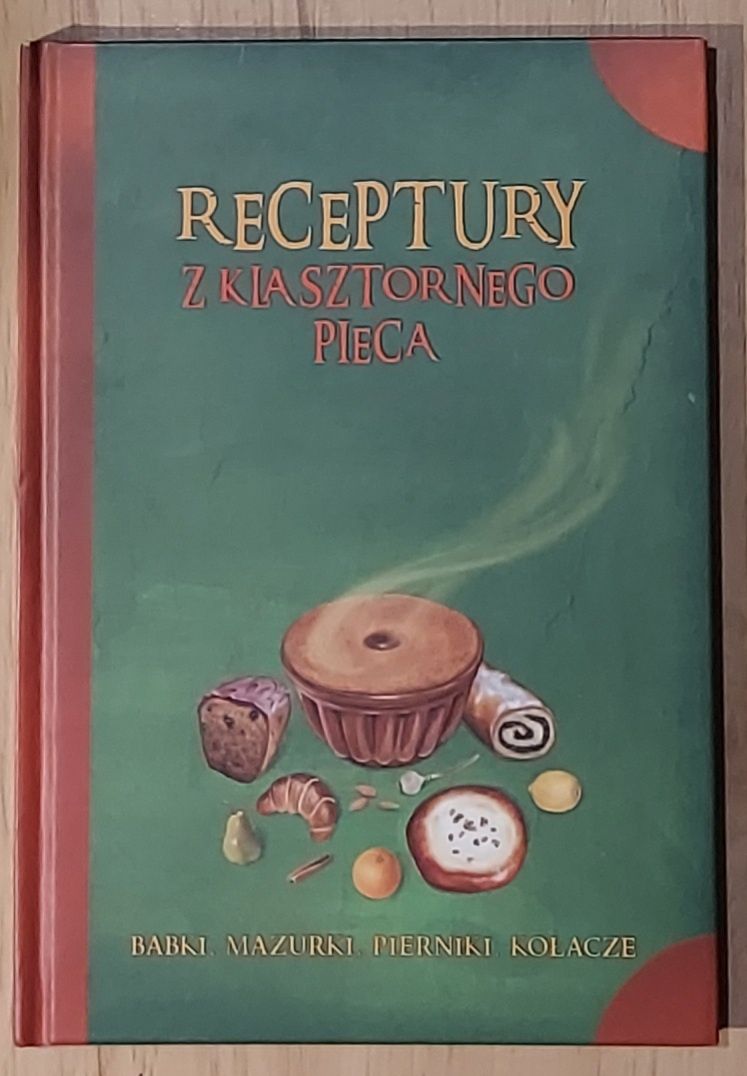 RECEPTURY
Z KLASZTORNEGO
PIECA
BABKI, MAZURKI, PIERNIKI, KOŁACZE